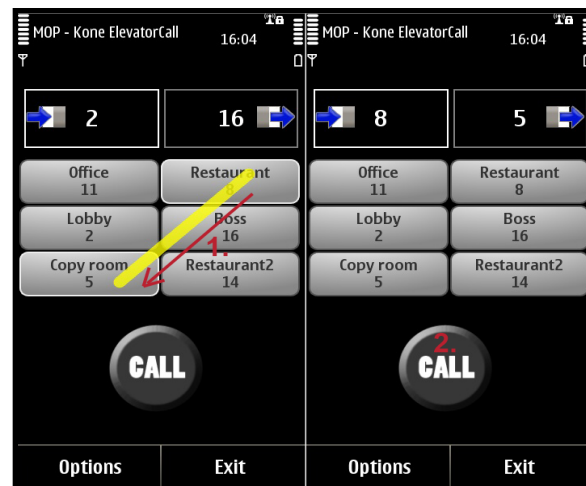 MOP - Kone ElevatorCall
16:04
2
16
Office
11
Restaurant
8
Lobby
2
Boss
16
1.
Copy room
5
Restaurant2
14
CALL
Options
Exit
MOP - Kone ElevatorCall
16:04
8
5
Office
11
Restaurant
8
Lobby
2
Boss
16
Copy room
5
Restaurant2
14
2.
CALL
Options
Exit